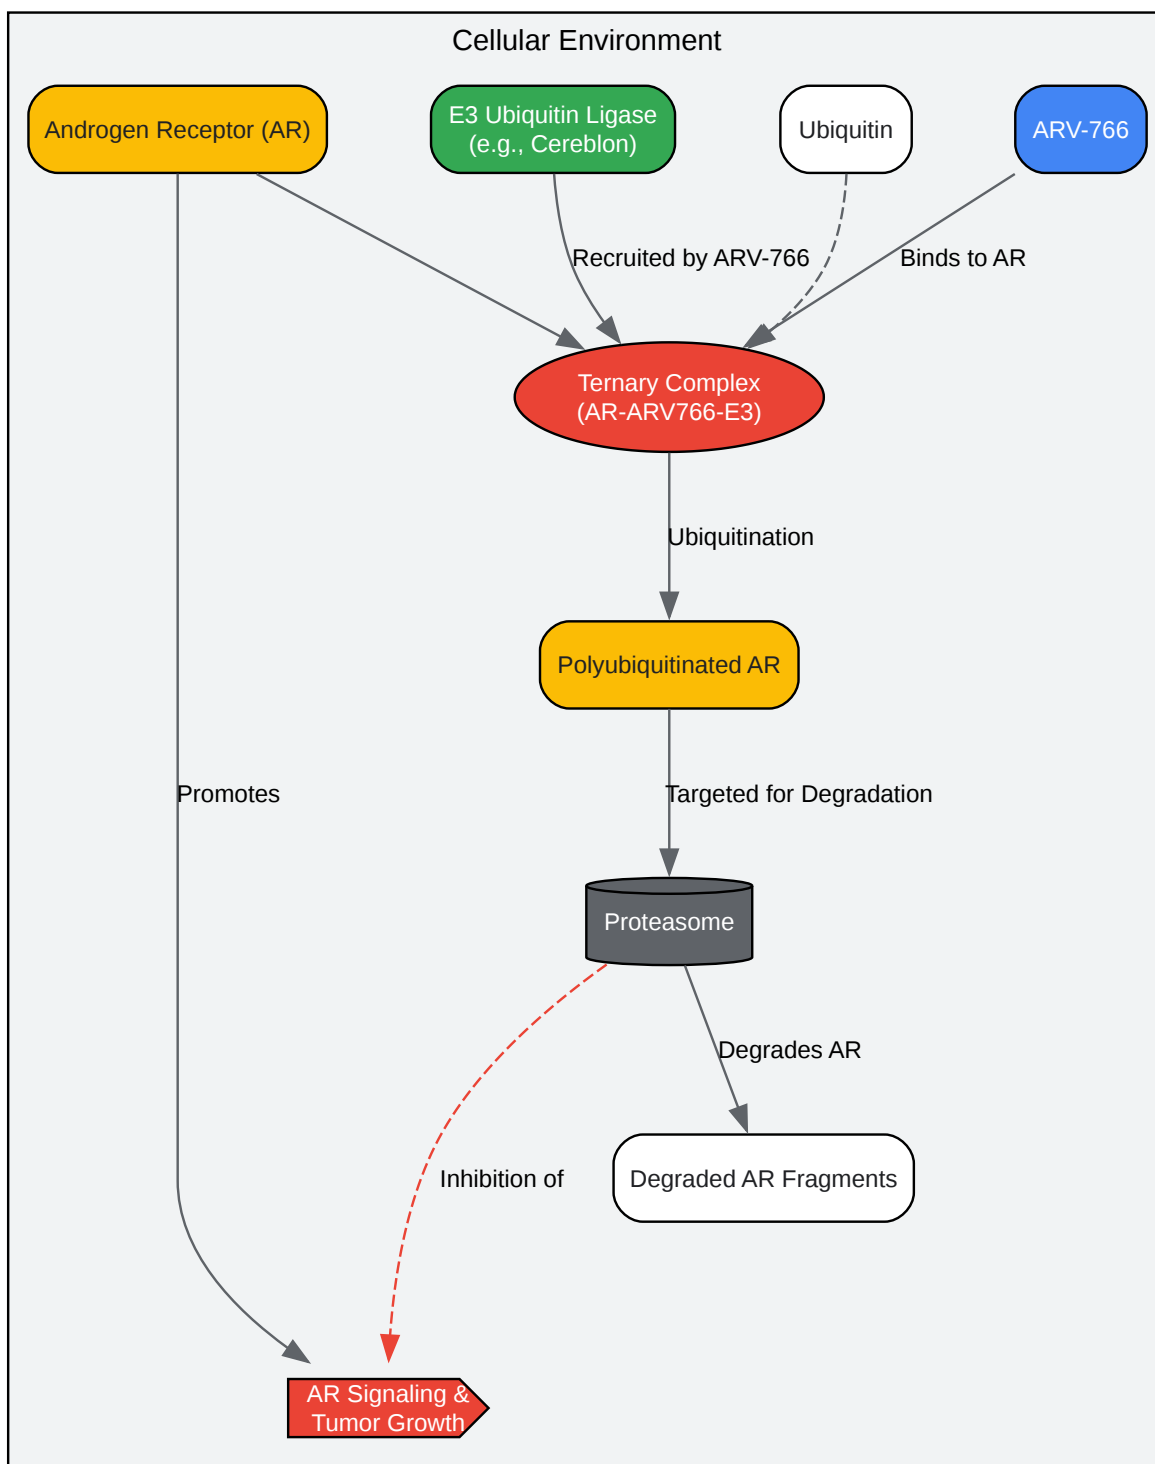 Cellular Environment
Androgen Receptor (AR)
E3 Ubiquitin Ligase
(e.g., Cereblon)
Ubiquitin
ARV-766
Recruited by ARV-766
Binds to AR
Ternary Complex
(AR-ARV766-E3)
Ubiquitination
Polyubiquitinated AR
Promotes
Targeted for Degradation
Proteasome
Degrades AR
Inhibition of
Degraded AR Fragments
AR Signaling &
Tumor Growth